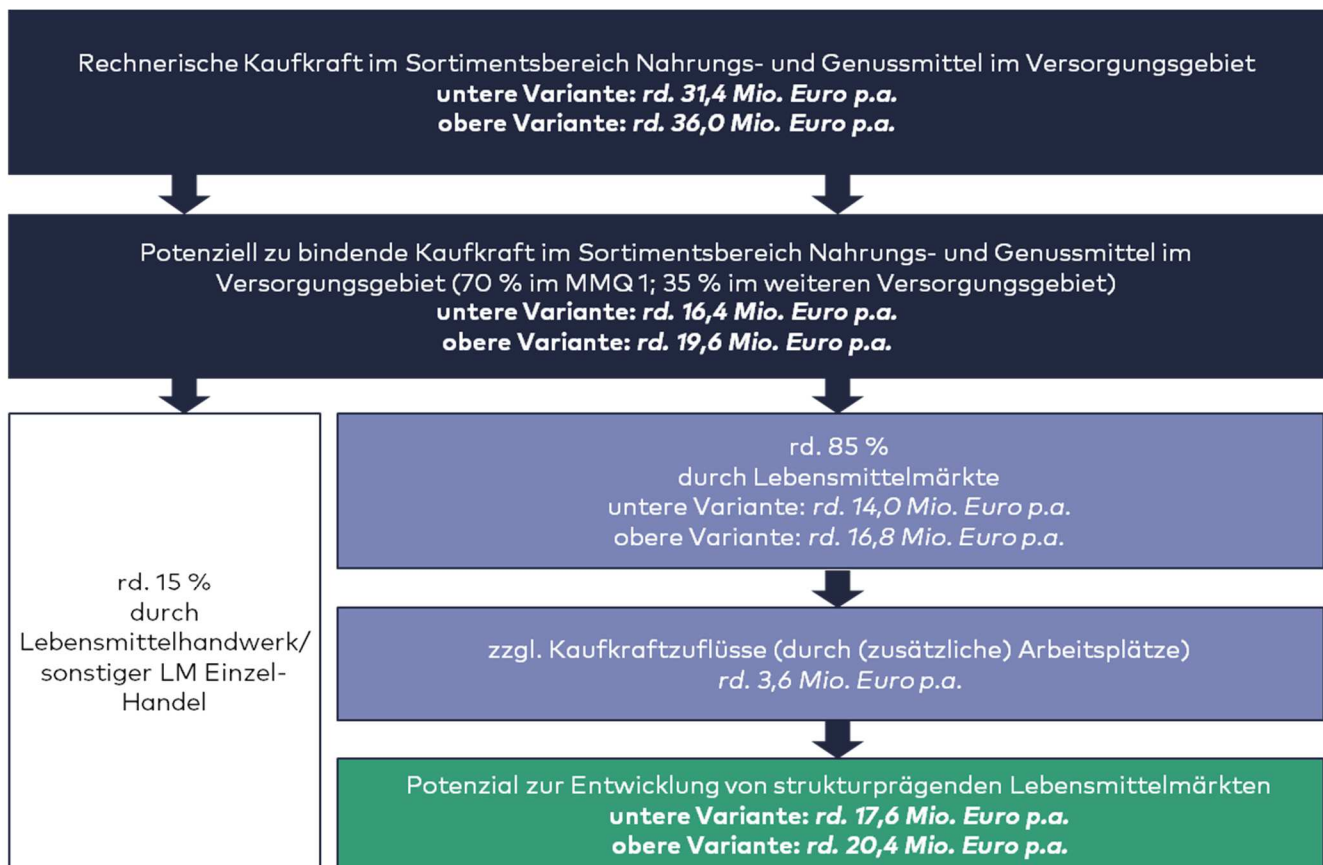 Rechnerische Kaufkraft im Sortimentsbereich Nahrungs- und Genussmittel im Versorgungsgebiet
untere Variante: rd. 31,4 Mio. Euro p.a.
obere Variante: rd. 36,0 Mio. Euro p.a.
Potenziell zu bindende Kaufkraft im Sortimentsbereich Nahrungs- und Genussmittel im
Versorgungsgebiet (70 % im MMQ 1; 35 % im weiteren Versorgungsgebiet)
untere Variante: rd. 16,4 Mio. Euro p.a.
obere Variante: rd. 19,6 Mio. Euro p.a.
rd. 15 %
durch
Lebensmittelhandwerk/
sonstiger LM Einzel-
Handel
rd. 85 %
durch Lebensmittelmärkte
untere Variante: rd. 14,0 Mio. Euro p.a.
obere Variante: rd. 16,8 Mio. Euro p.a.
zzgl. Kaufkraftzuflüsse (durch (zusätzliche) Arbeitsplätze)
rd. 3,6 Mio. Euro p.a.
Potenzial zur Entwicklung von strukturprägenden Lebensmittelmärkten
untere Variante: rd. 17,6 Mio. Euro p.a.
obere Variante: rd. 20,4 Mio. Euro p.a.